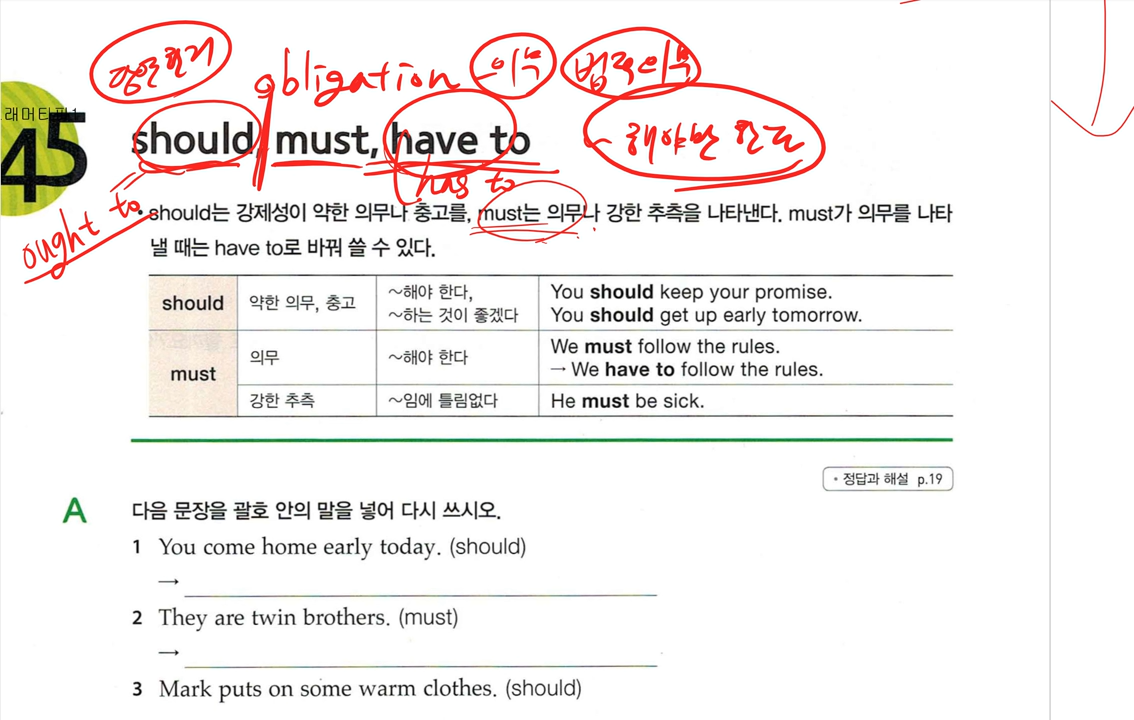 obligation 의무 법적의무
래머티파1
45
should, must, have to
~ 해야만 한다
has to
ought to
• should는 강제성이 약한 의무나 충고를, must는 의무나 강한 추측을 나타낸다. must가 의무를 나타
낼 때는 have to로 바꿔 쓸 수 있다.
should 약한 의무, 충고 ~해야 한다, You should keep your promise.
~하는 것이 좋겠다 You should get up early tomorrow.
must 의무 ~해야 한다 We must follow the rules.
→ We have to follow the rules.
강한 추측 ~임에 틀림없다 He must be sick.
• 정답과 해설 p.19
A 다음 문장을 괄호 안의 말을 넣어 다시 쓰시오.
1 You come home early today. (should)
→
2 They are twin brothers. (must)
→
3 Mark puts on some warm clothes. (should)